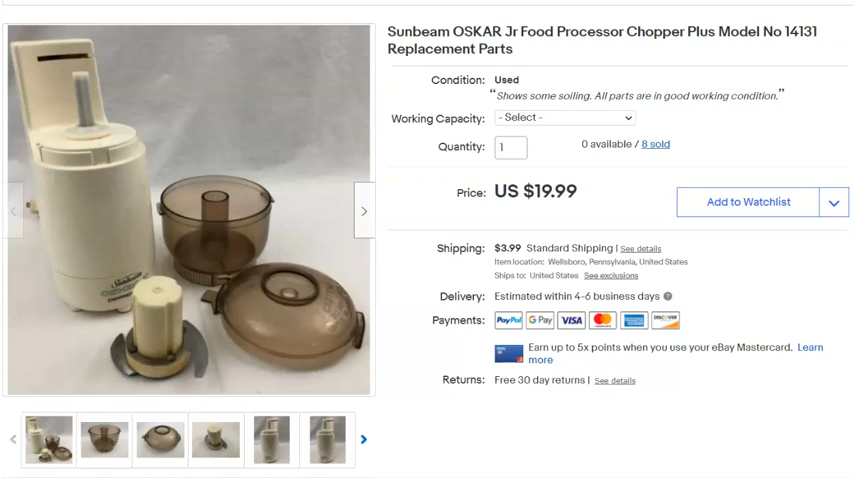 Sunbeam OSKAR Jr Food Processor Chopper Plus Model No 14131
Replacement Parts
Condition: Used
“Shows some soiling. All parts are in good working condition.”
Working Capacity: - Select -
Quantity: 1 0 available / 8 sold
Price: US $19.99
Add to Watchlist
Shipping: $3.99 Standard Shipping | See details
Item location: Wellsboro, Pennsylvania, United States
Ships to: United States See exclusions
Delivery: Estimated within 4-6 business days
Payments: PayPal G Pay VISA
DISCOVER
Earn up to 5x points when you use your eBay Mastercard. Learn
more
Returns: Free 30 day returns | See details
Sunbeam